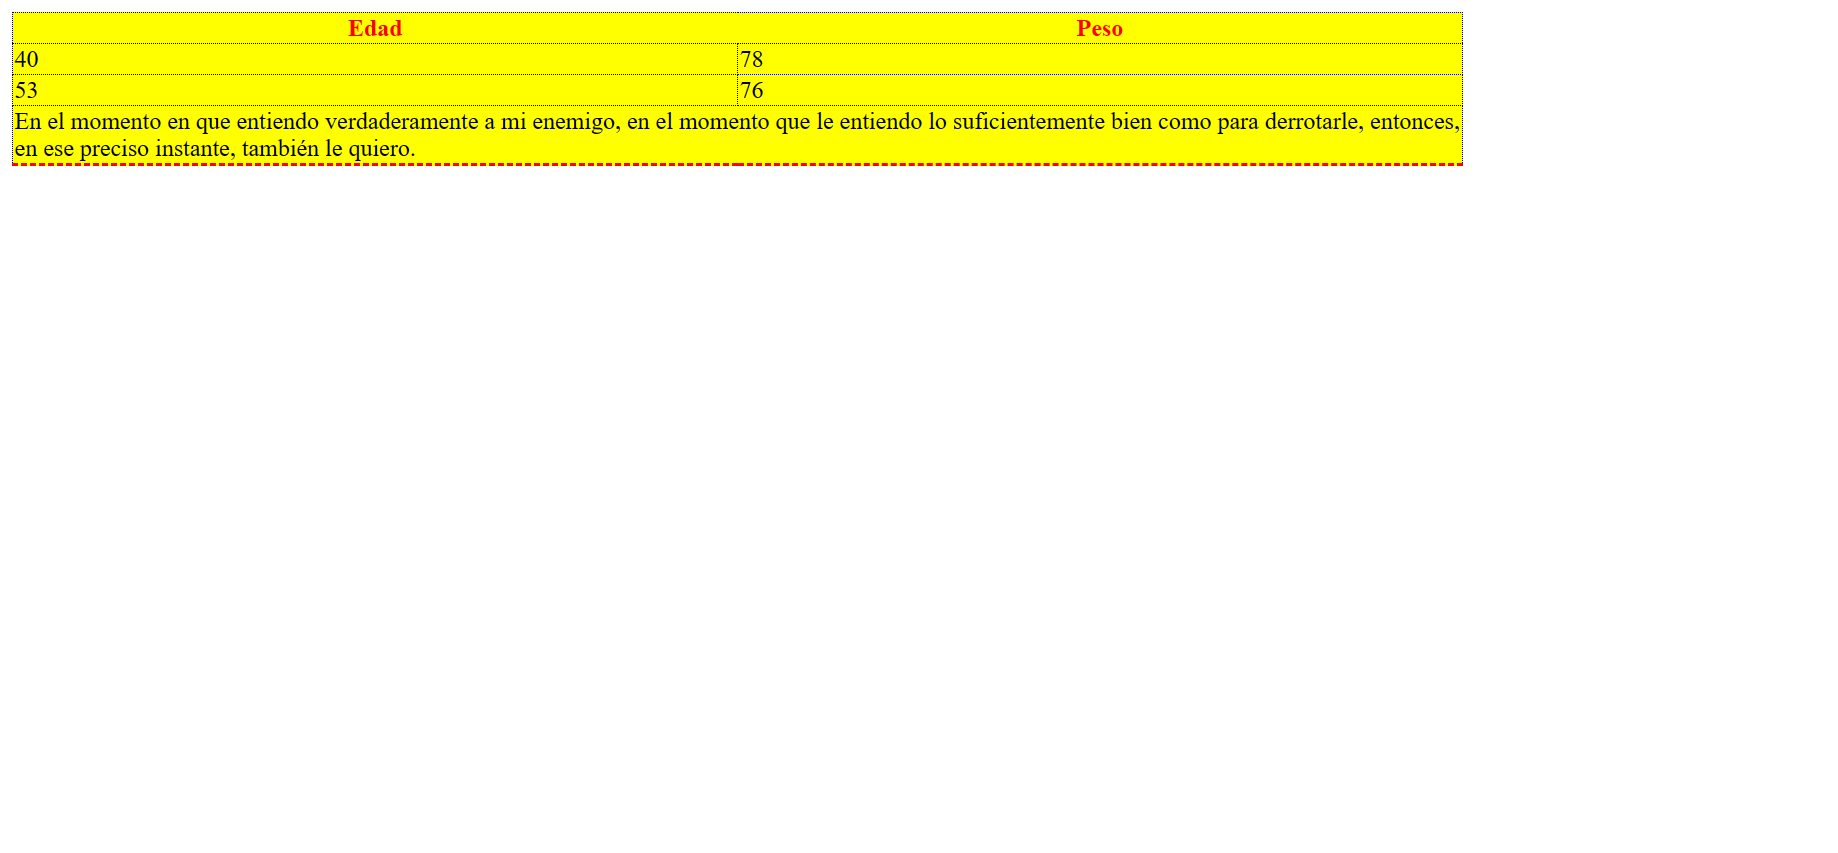 Edad Peso
40 78
53 76
En el momento en que entiendo verdaderamente a mi enemigo, en el momento que le entiendo lo suficientemente bien como para derrotarle, entonces,
en ese preciso instante, también le quiero.